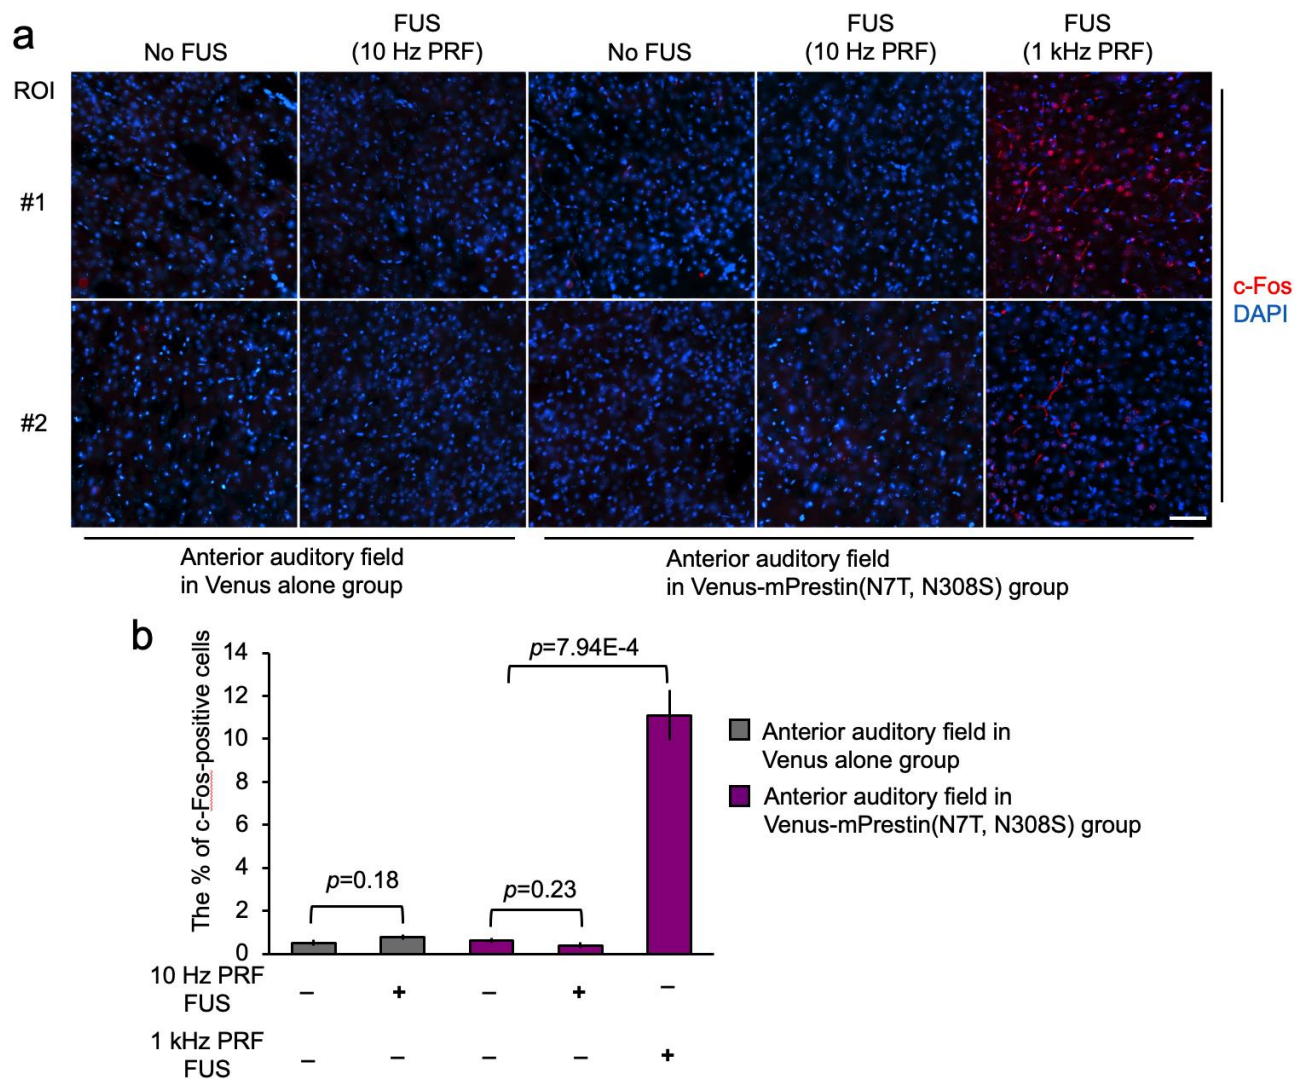 a
No FUS
FUS
(10 Hz PRF)
No FUS
FUS
(10 Hz PRF)
FUS
(1 kHz PRF)
ROI
#1
#2
c-Fos
DAPI
Anterior auditory field
in Venus alone group
Anterior auditory field
in Venus-mPrestin(N7T, N308S) group
b
The % of c-Fos-positive cells
14
12
10
8
6
4
2
0
p=0.18
p=0.23
p=7.94E-4
Anterior auditory field in
Venus alone group
Anterior auditory field in
Venus-mPrestin(N7T, N308S) group
10 Hz PRF
FUS
– + – + –
1 kHz PRF
FUS
– – – – +